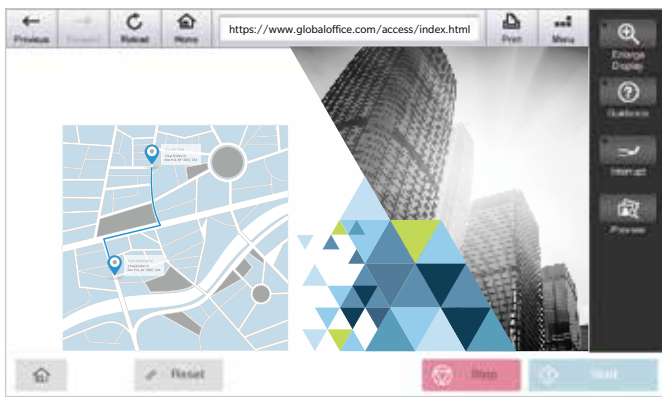 Previous
Forward
Reload
Home
https://www.globaloffice.com/access/index.html
Print
Menu
Enlarge
Display
Guidance
Interrupt
Preview
Reset
Stop
Start